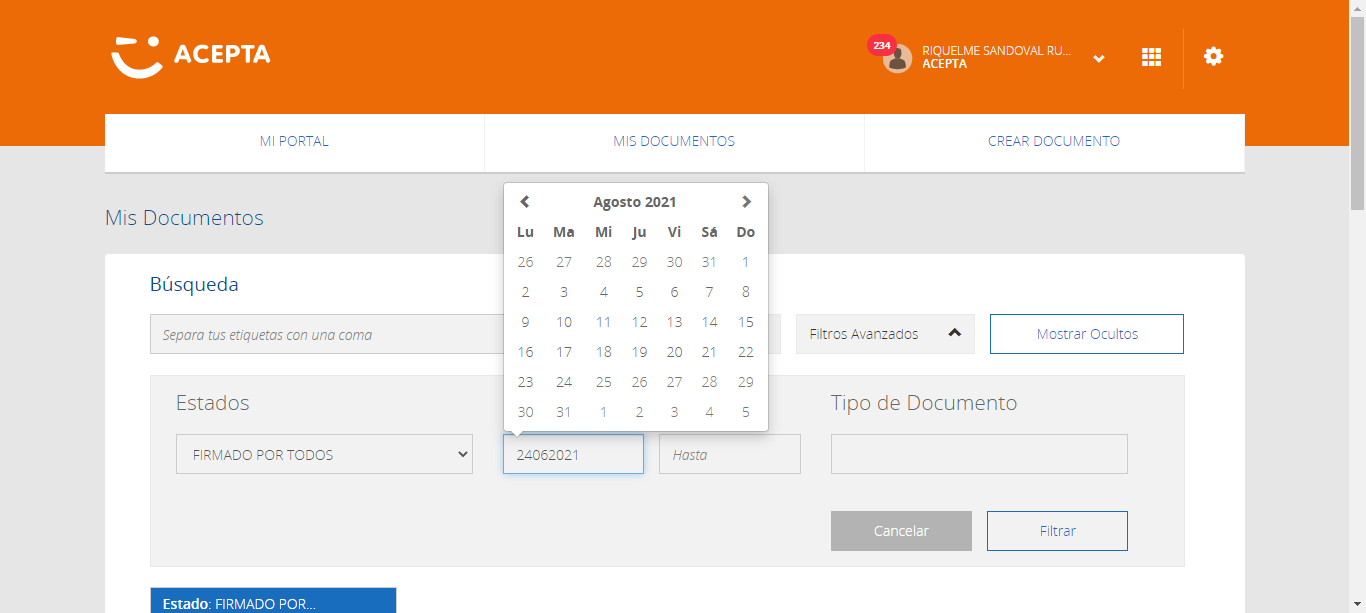 ACEPTA
234
RIQUELME SANDOVAL RU...
ACEPTA
MI PORTAL
MIS DOCUMENTOS
CREAR DOCUMENTO
Mis Documentos
Agosto 2021
Lu Ma Mi Ju Vi Sá Do
26 27 28 29 30 31 1
2 3 4 5 6 7 8
9 10 11 12 13 14 15
16 17 18 19 20 21 22
23 24 25 26 27 28 29
30 31 1 2 3 4 5
Búsqueda
Separa tus etiquetas con una coma
Filtros Avanzados
Mostrar Ocultos
Estados
Tipo de Documento
FIRMADO POR TODOS
24062021
Hasta
Cancelar
Filtrar
Estado: FIRMADO POR...